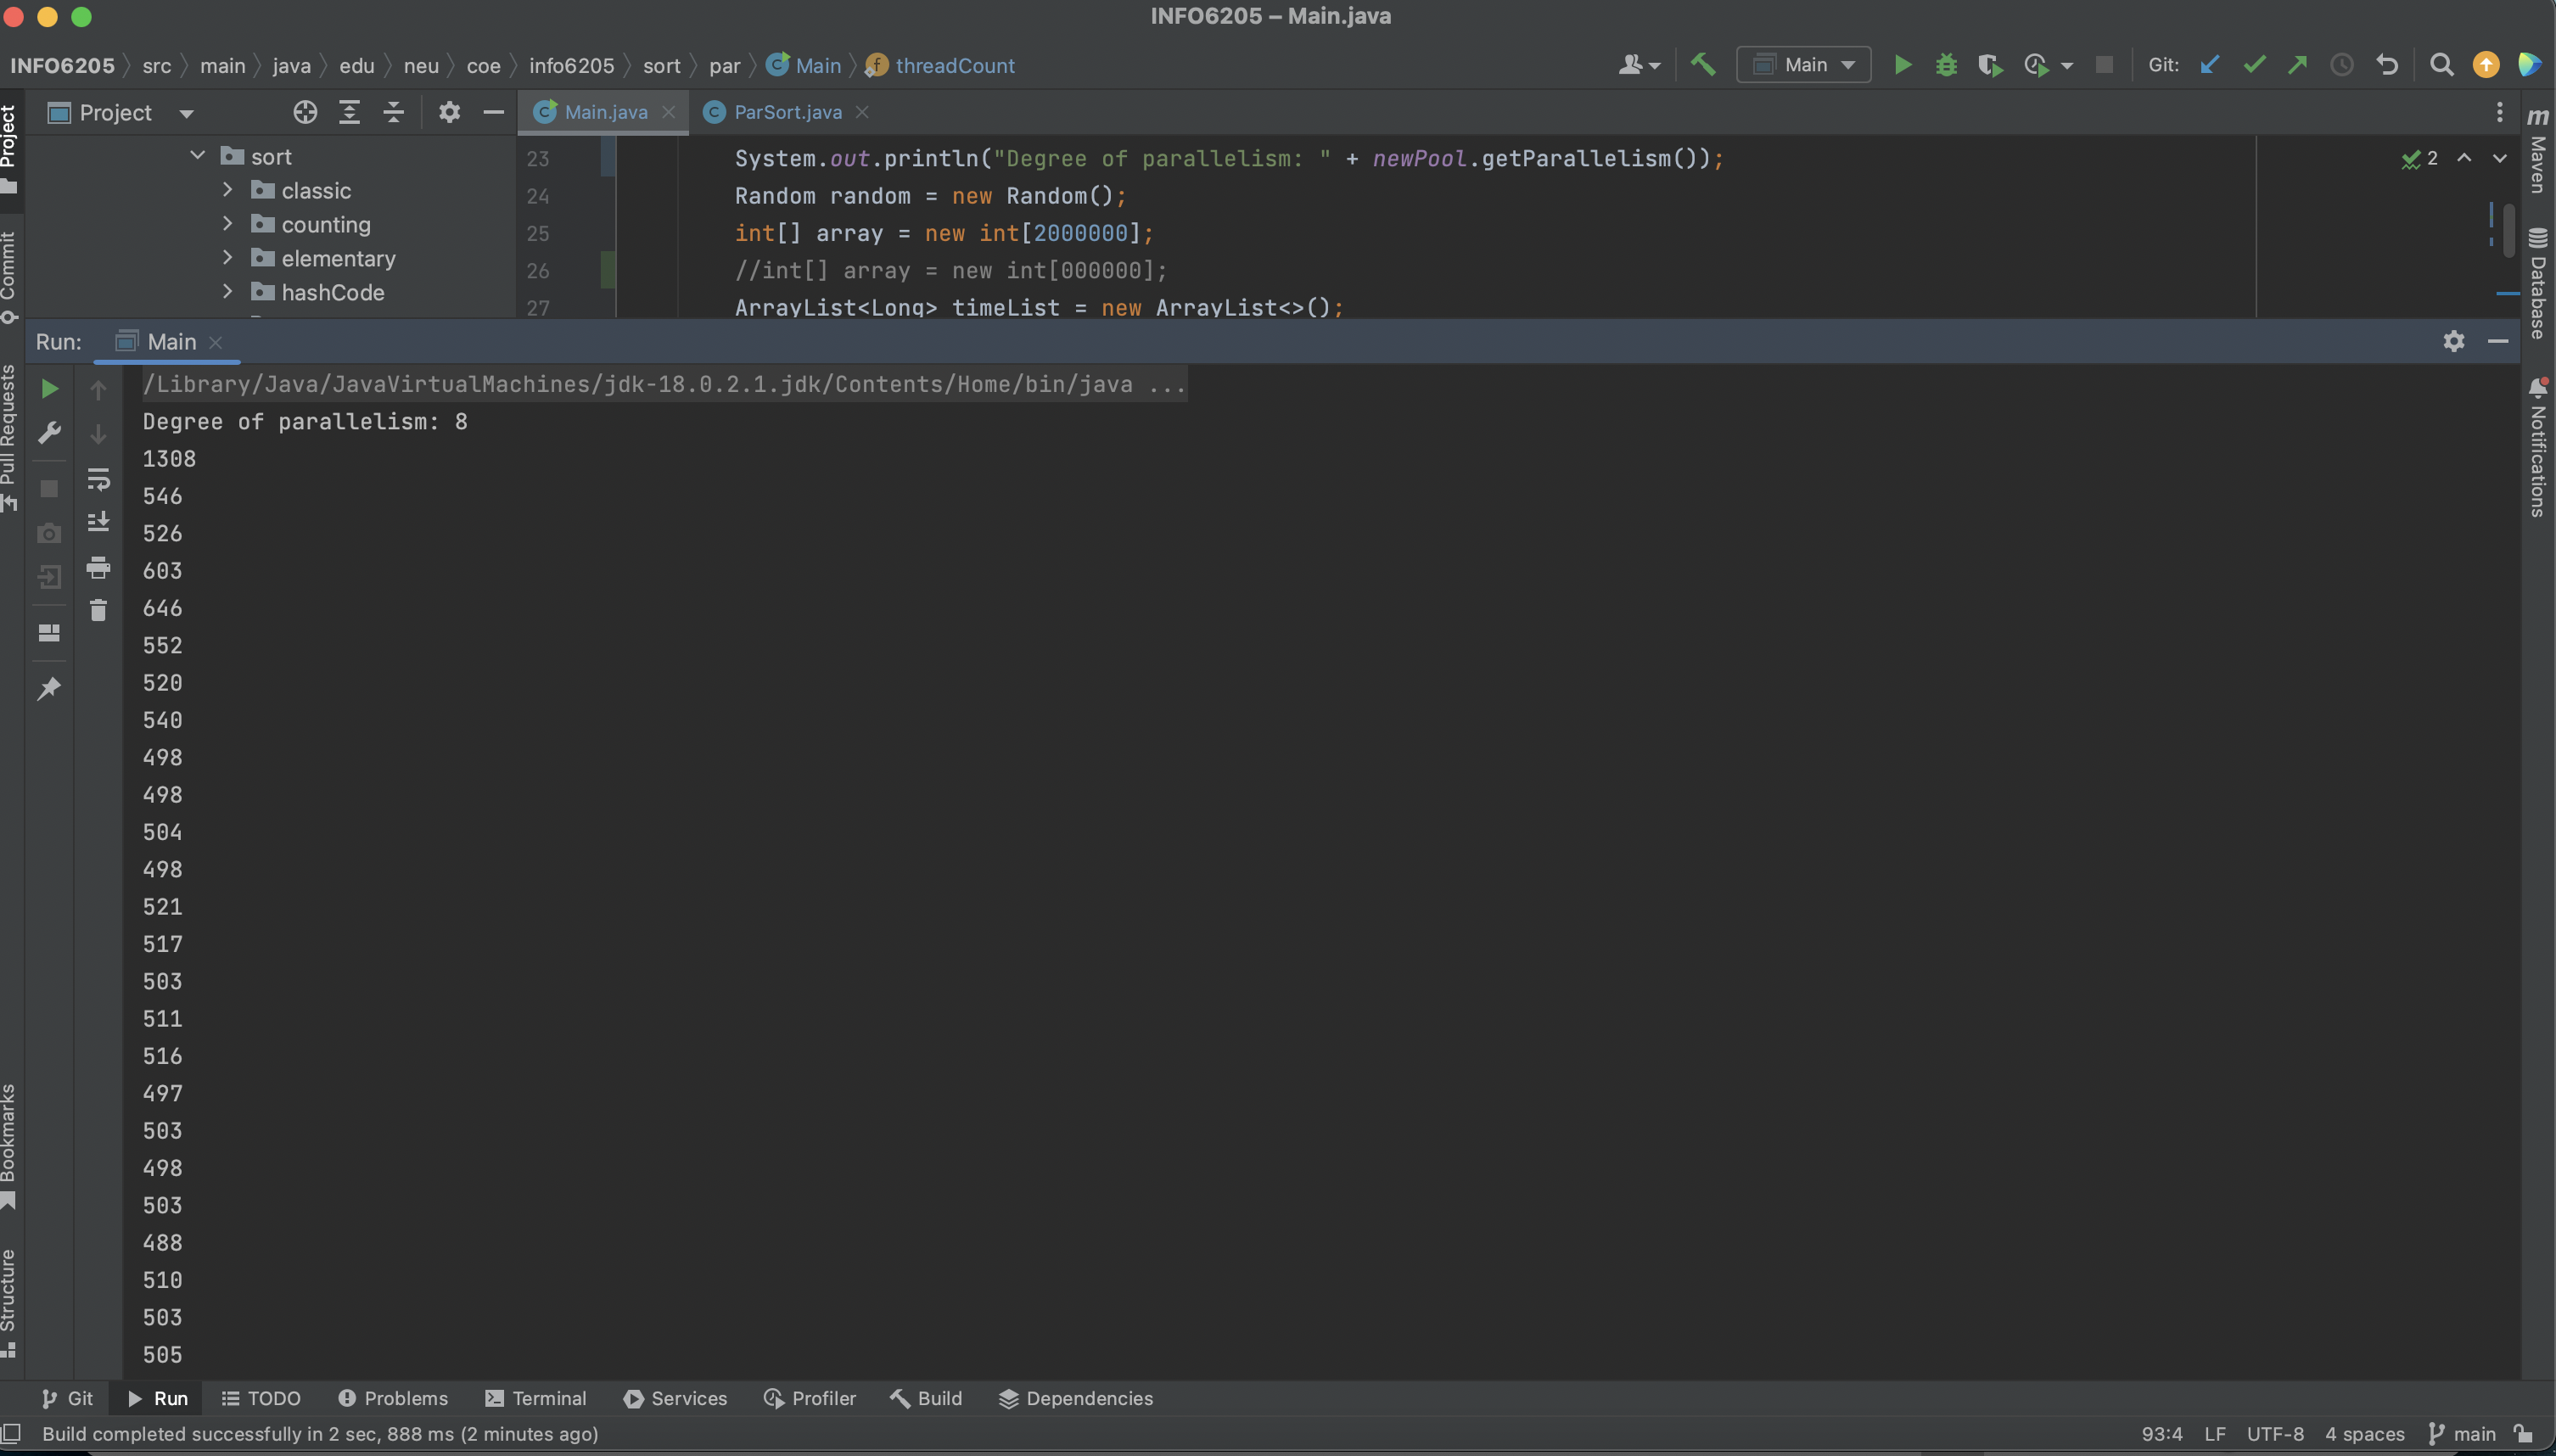 INFO6205 – Main.java
INFO6205 src main java edu neu coe info6205 sort par Main threadCount
Main Git:
Project
Main.java ParSort.java
sort
classic
counting
elementary
hashCode
23 System.out.println("Degree of parallelism: " + newPool.getParallelism());
24 Random random = new Random();
25 int[] array = new int[2000000];
26 //int[] array = new int[000000];
27 ArrayList<Long> timeList = new ArrayList<>();
2
Run: Main
/Library/Java/JavaVirtualMachines/jdk-18.0.2.1.jdk/Contents/Home/bin/java ...
Degree of parallelism: 8
1308
546
526
603
646
552
520
540
498
498
504
498
521
517
503
511
516
497
503
498
503
488
510
503
505
Project
Commit
Pull Requests
Bookmarks
Structure
m
Maven
Database
Notifications
Git Run TODO Problems Terminal Services Profiler Build Dependencies
Build completed successfully in 2 sec, 888 ms (2 minutes ago) 93:4 LF UTF-8 4 spaces main